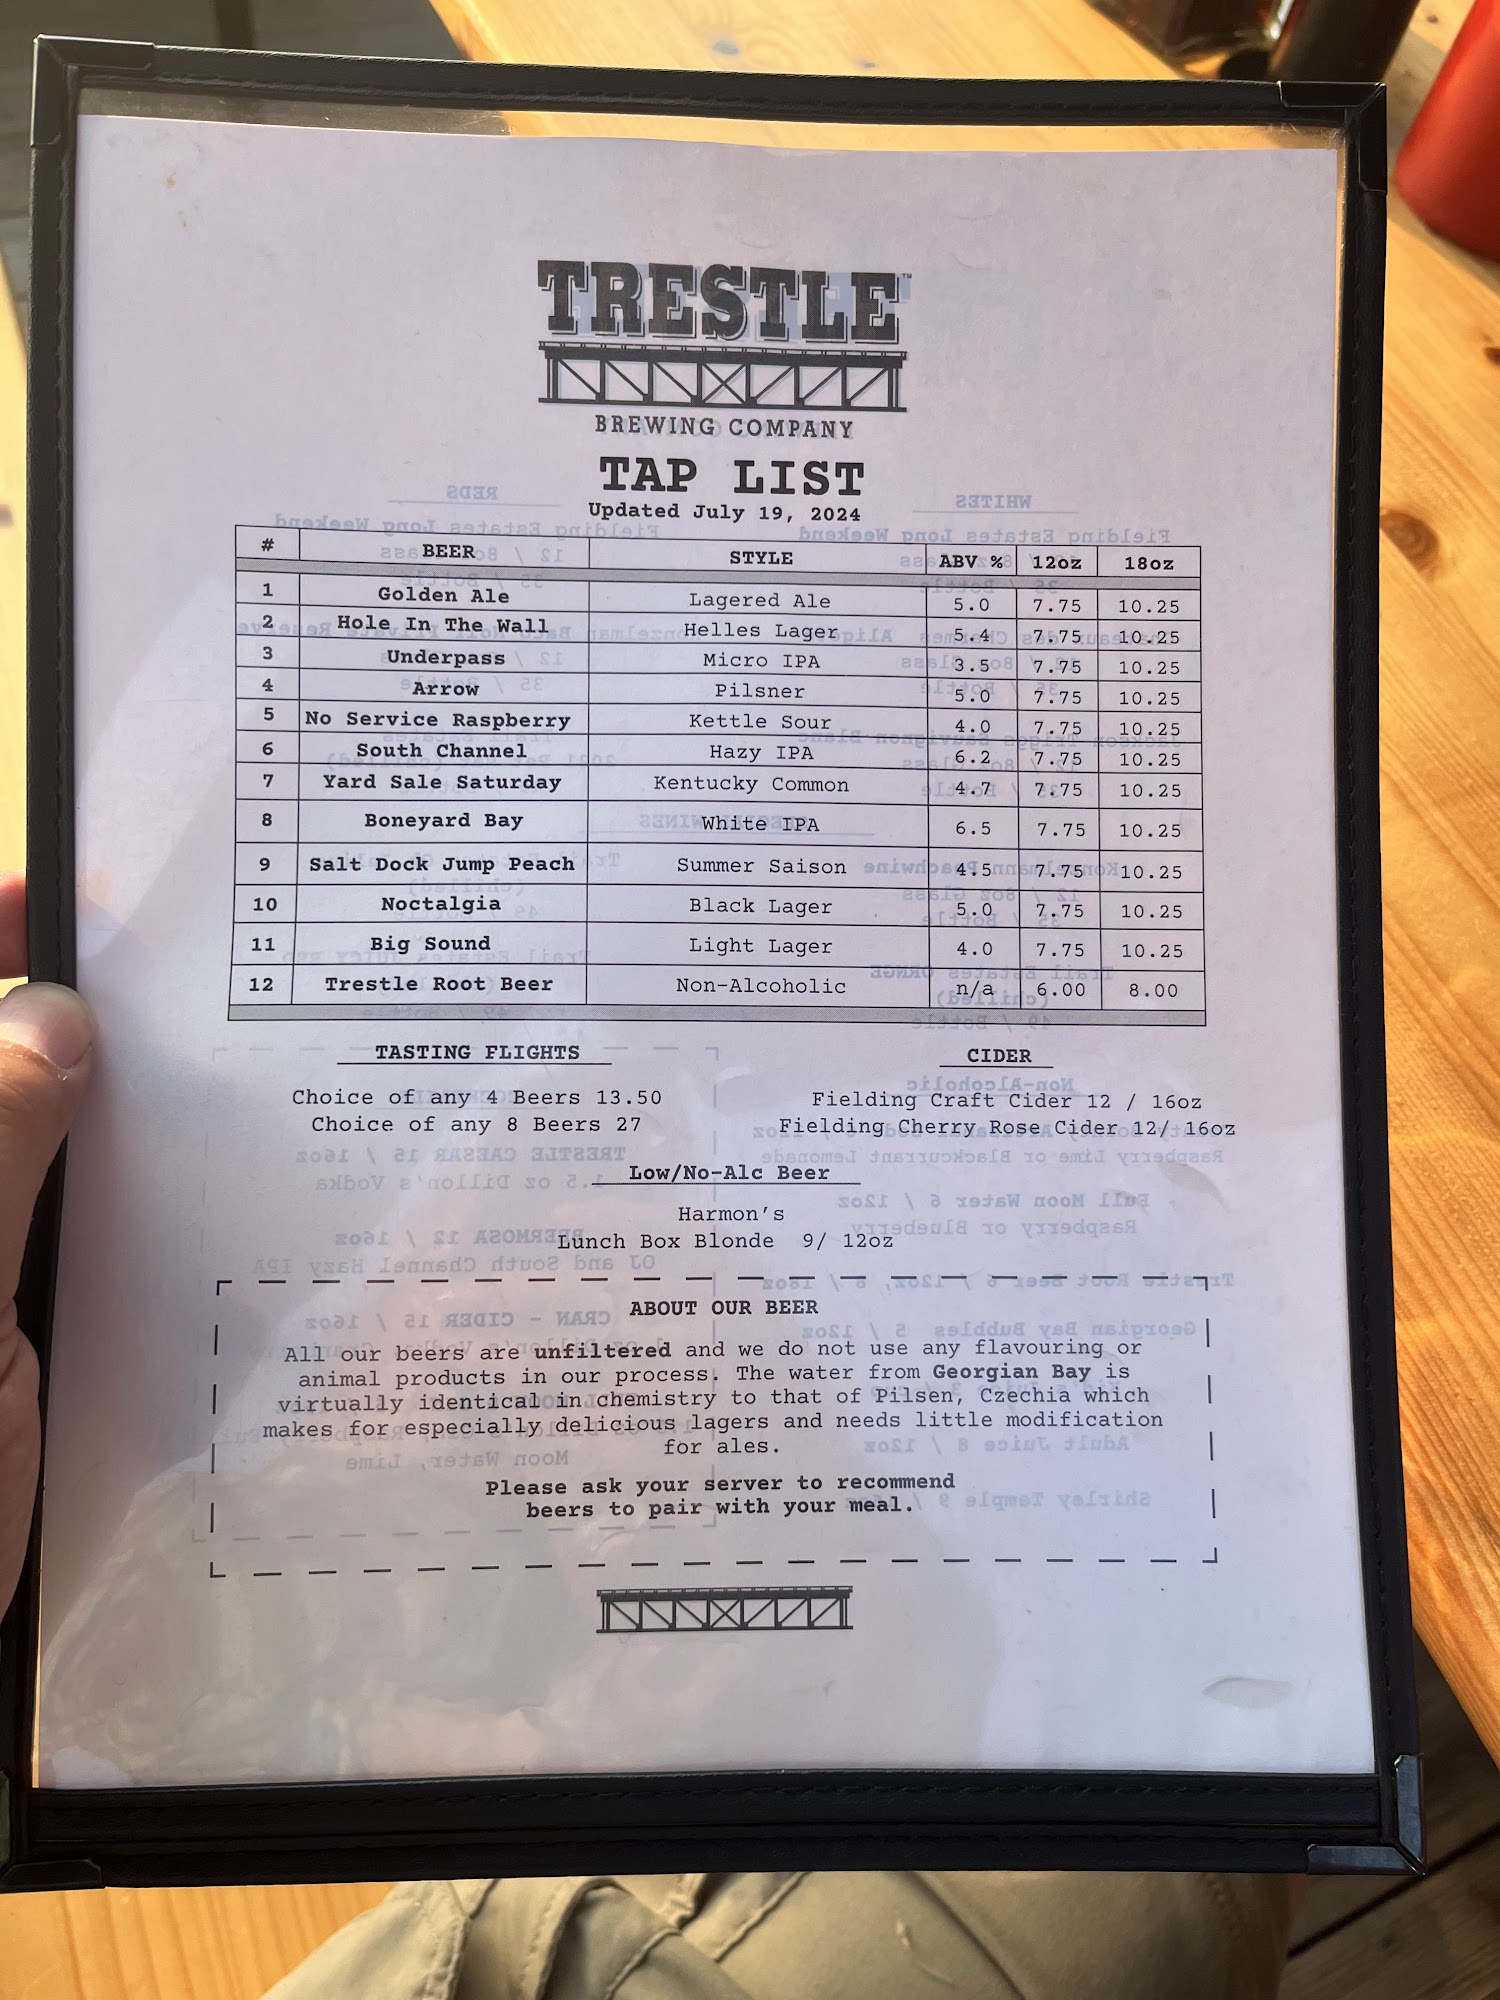 TRESTLE™
BREWING COMPANY
TAP LIST
Updated July 19, 2024
# BEER STYLE ABV % 12oz 18oz
1 Golden Ale Lagered Ale 5.0 7.75 10.25
2 Hole In The Wall Helles Lager 5.4 7.75 10.25
3 Underpass Micro IPA 3.5 7.75 10.25
4 Arrow Pilsner 5.0 7.75 10.25
5 No Service Raspberry Kettle Sour 4.0 7.75 10.25
6 South Channel Hazy IPA 6.2 7.75 10.25
7 Yard Sale Saturday Kentucky Common 4.7 7.75 10.25
8 Boneyard Bay White IPA 6.5 7.75 10.25
9 Salt Dock Jump Peach Summer Saison 4.5 7.75 10.25
10 Noctalgia Black Lager 5.0 7.75 10.25
11 Big Sound Light Lager 4.0 7.75 10.25
12 Trestle Root Beer Non-Alcoholic n/a 6.00 8.00
TASTING FLIGHTS
Choice of any 4 Beers 13.50
Choice of any 8 Beers 27
CIDER
Fielding Craft Cider 12 / 16oz
Fielding Cherry Rose Cider 12/ 16oz
Low/No-Alc Beer
Harmon's
Lunch Box Blonde 9/ 12oz
ABOUT OUR BEER
All our beers are unfiltered and we do not use any flavouring or
animal products in our process. The water from Georgian Bay is
virtually identical in chemistry to that of Pilsen, Czechia which
makes for especially delicious lagers and needs little modification
for ales.
Please ask your server to recommend
beers to pair with your meal.